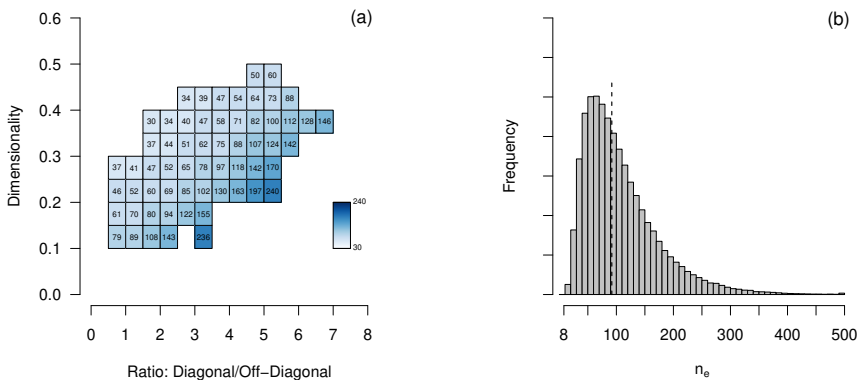 (a)
0.6
0.5
0.4
0.3
0.2
0.1
0.0
Dimensionality
50 60
34 39 47 54 64 73 88
30 34 40 47 58 71 82 100 112 128 146
37 44 51 62 75 88 107 124 142
37 41 47 52 65 78 97 118 142 170
46 52 60 69 85 102 130 163 197 240
61 70 80 94 122 155
79 89 108 143 236
240
30
0 1 2 3 4 5 6 7 8
Ratio: Diagonal/Off−Diagonal
(b)
Frequency
8 100 200 300 400 500
nₑ